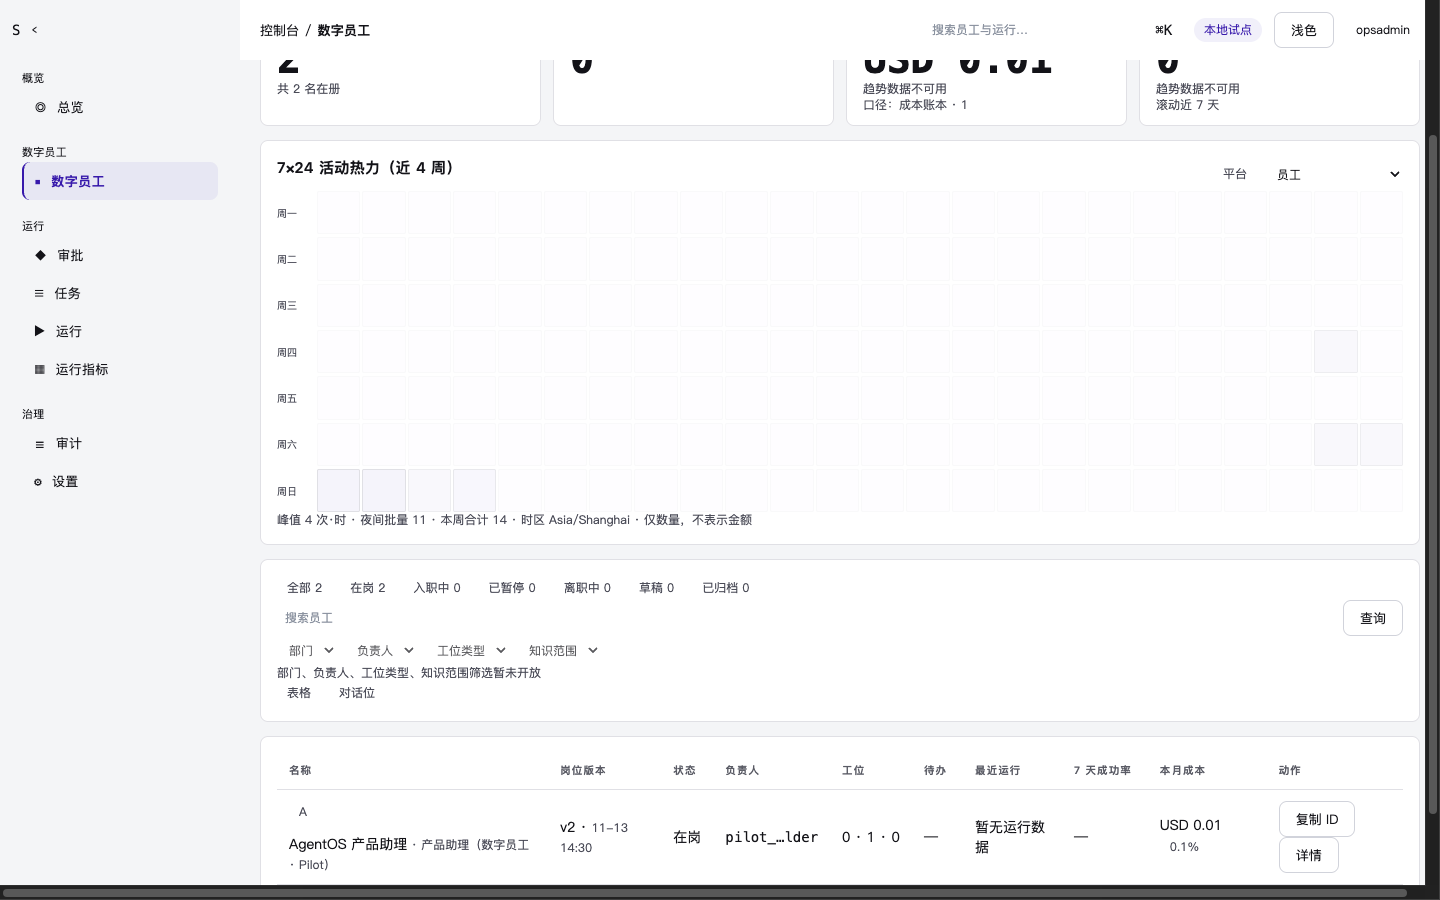 S <
控制台 / 数字员工
搜索员工与运行…
⌘K
本地试点
浅色
opsadmin
概览
总览
数字员工
数字员工
运行
审批
任务
运行
运行指标
治理
审计
设置
2
共 2 名在册
0
USD 0.01
趋势数据不可用
口径：成本账本 · 1
0
趋势数据不可用
滚动近 7 天
7×24 活动热力（近 4 周）
平台
员工
周一
周二
周三
周四
周五
周六
周日
峰值 4 次·时 · 夜间批量 11 · 本周合计 14 · 时区 Asia/Shanghai · 仅数量，不表示金额
全部 2 在岗 2 入职中 0 已暂停 0 离职中 0 草稿 0 已归档 0
搜索员工
查询
部门 负责人 工位类型 知识范围
部门、负责人、工位类型、知识范围筛选暂未开放
表格 对话位
名称 岗位版本 状态 负责人 工位 待办 最近运行 7 天成功率 本月成本 动作
A
AgentOS 产品助理 · 产品助理（数字员工
· Pilot）
v2 · 11–13
14:30
在岗
pilot_…lder
0 · 1 · 0
—
暂无运行数
据
—
USD 0.01
0.1%
复制 ID
详情